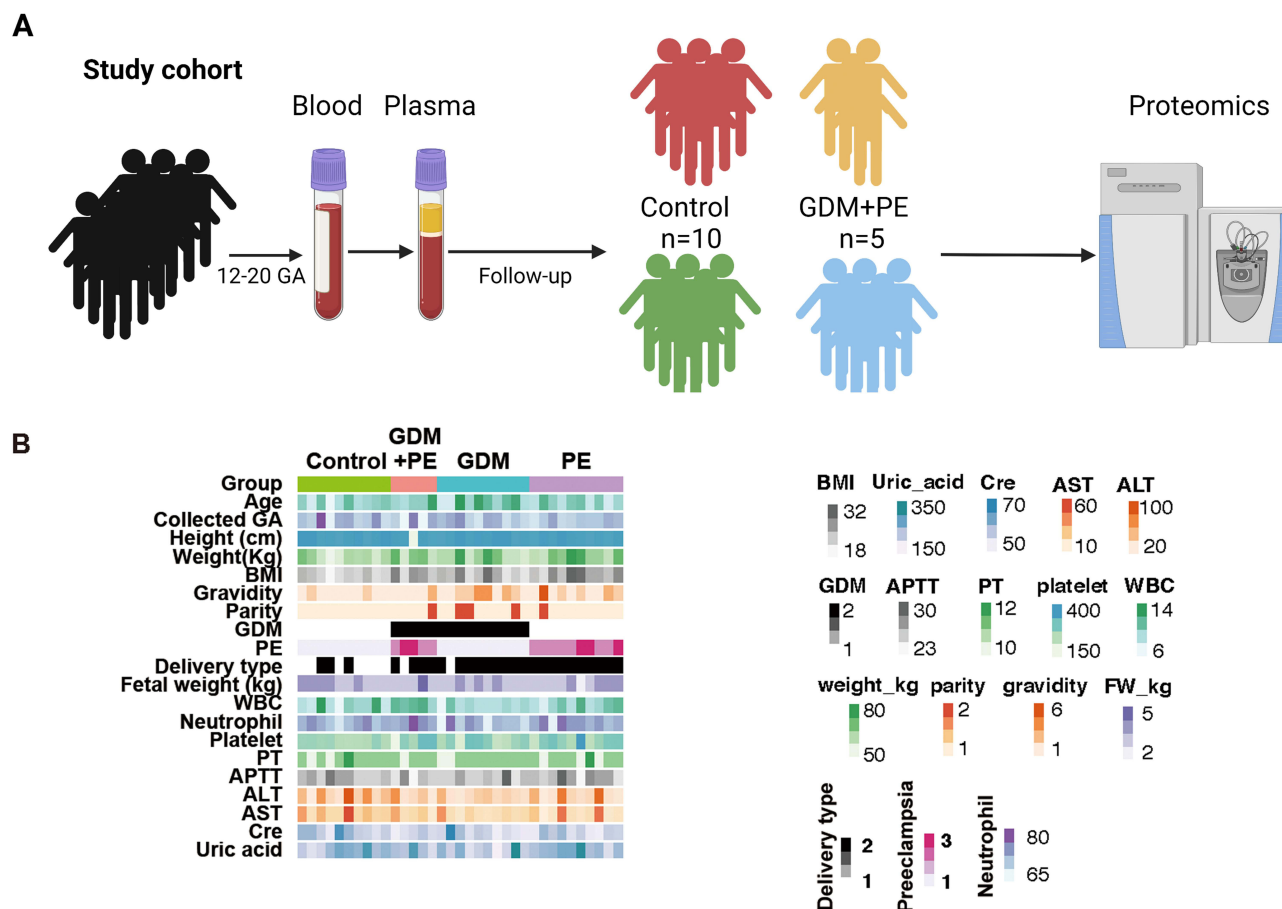 A
Study cohort
Blood
Plasma
Proteomics
12-20 GA
Follow-up
Control
n=10
GDM+PE
n=5
B
Control
GDM
+PE
GDM
PE
Group
Age
Collected GA
Height (cm)
Weight(Kg)
BMI
Gravidity
Parity
GDM
PE
Delivery type
Fetal weight (kg)
WBC
Neutrophil
Platelet
PT
APTT
ALT
AST
Cre
Uric acid
BMI
32
18
Uric_acid
350
150
Cre
70
50
AST
60
10
ALT
100
20
GDM
2
1
APTT
30
23
PT
12
10
platelet
400
150
WBC
14
6
weight_kg
80
50
parity
2
1
gravidity
6
1
FW_kg
5
2
Delivery type
2
1
Preeclampsia
3
1
Neutrophil
80
65